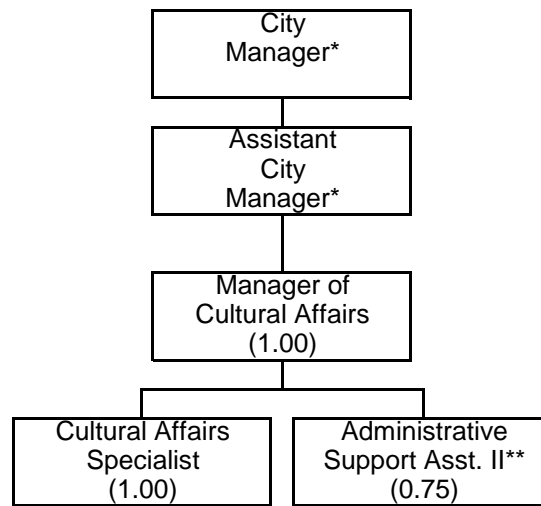 City
Manager*
Assistant
City
Manager*
Manager of
Cultural Affairs
(1.00)
Cultural Affairs
Specialist
(1.00)
Administrative
Support Asst. II**
(0.75)